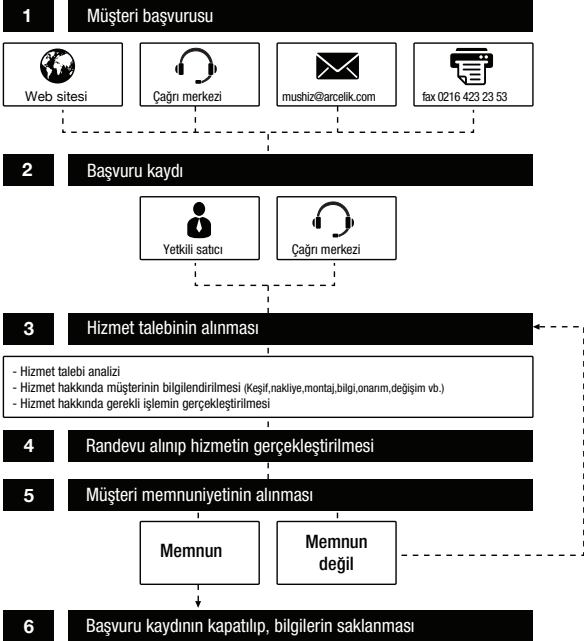 1 Müşteri başvurusu
Web sitesi
Çağrı merkezi
mushiz@arcelik.com
fax 0216 423 23 53
2 Başvuru kaydı
Yetkili satıcı
Çağrı merkezi
3 Hizmet talebinin alınması
- Hizmet talebi analizi
- Hizmet hakkında müşterinin bilgilendirilmesi (Keşif,nakliye,montaj,bilgi,onarım,değişim vb.)
- Hizmet hakkında gerekli işlemin gerçekleştirilmesi
4 Randevu alınıp hizmetin gerçekleştirilmesi
5 Müşteri memnuniyetinin alınması
Memnun
Memnun
değil
6 Başvuru kaydının kapatılıp, bilgilerin saklanması